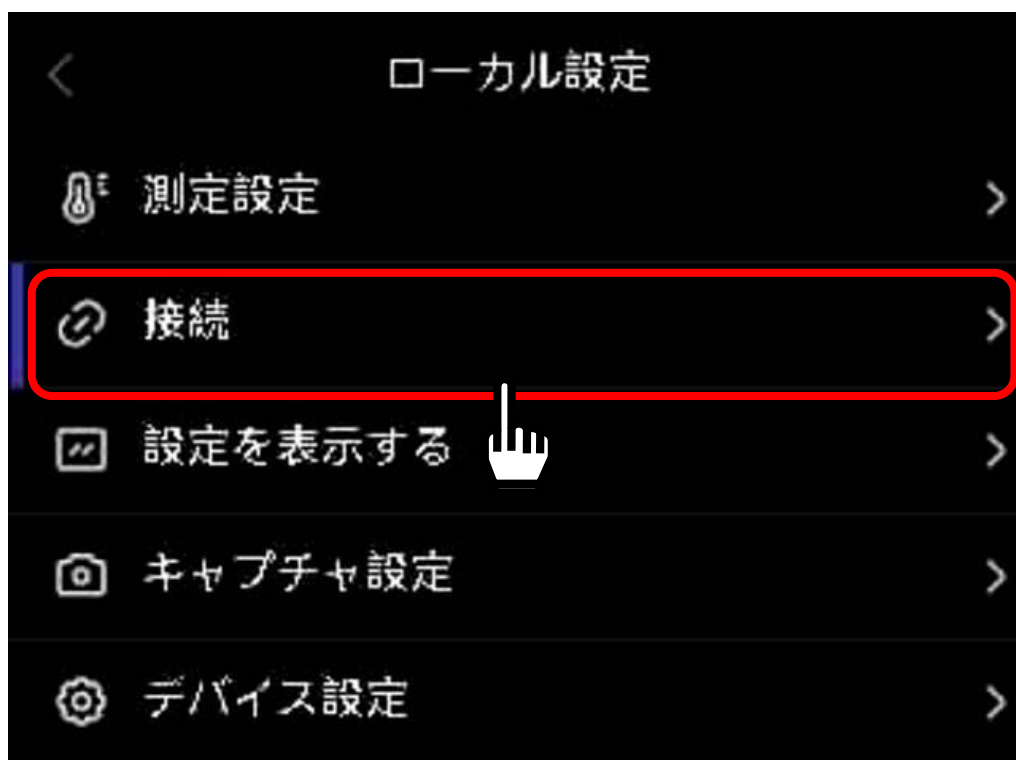 ローカル設定
測定設定
接続
設定を表示する
キャプチャ設定
デバイス設定